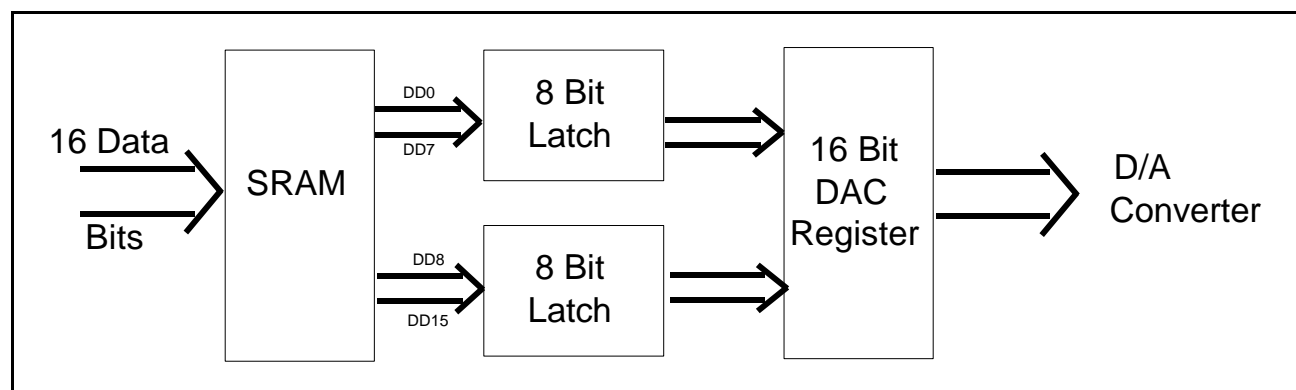 16 Data
Bits
SRAM
DD0
DD7
8 Bit
Latch
DD8
DD15
8 Bit
Latch
16 Bit
DAC
Register
D/A
Converter